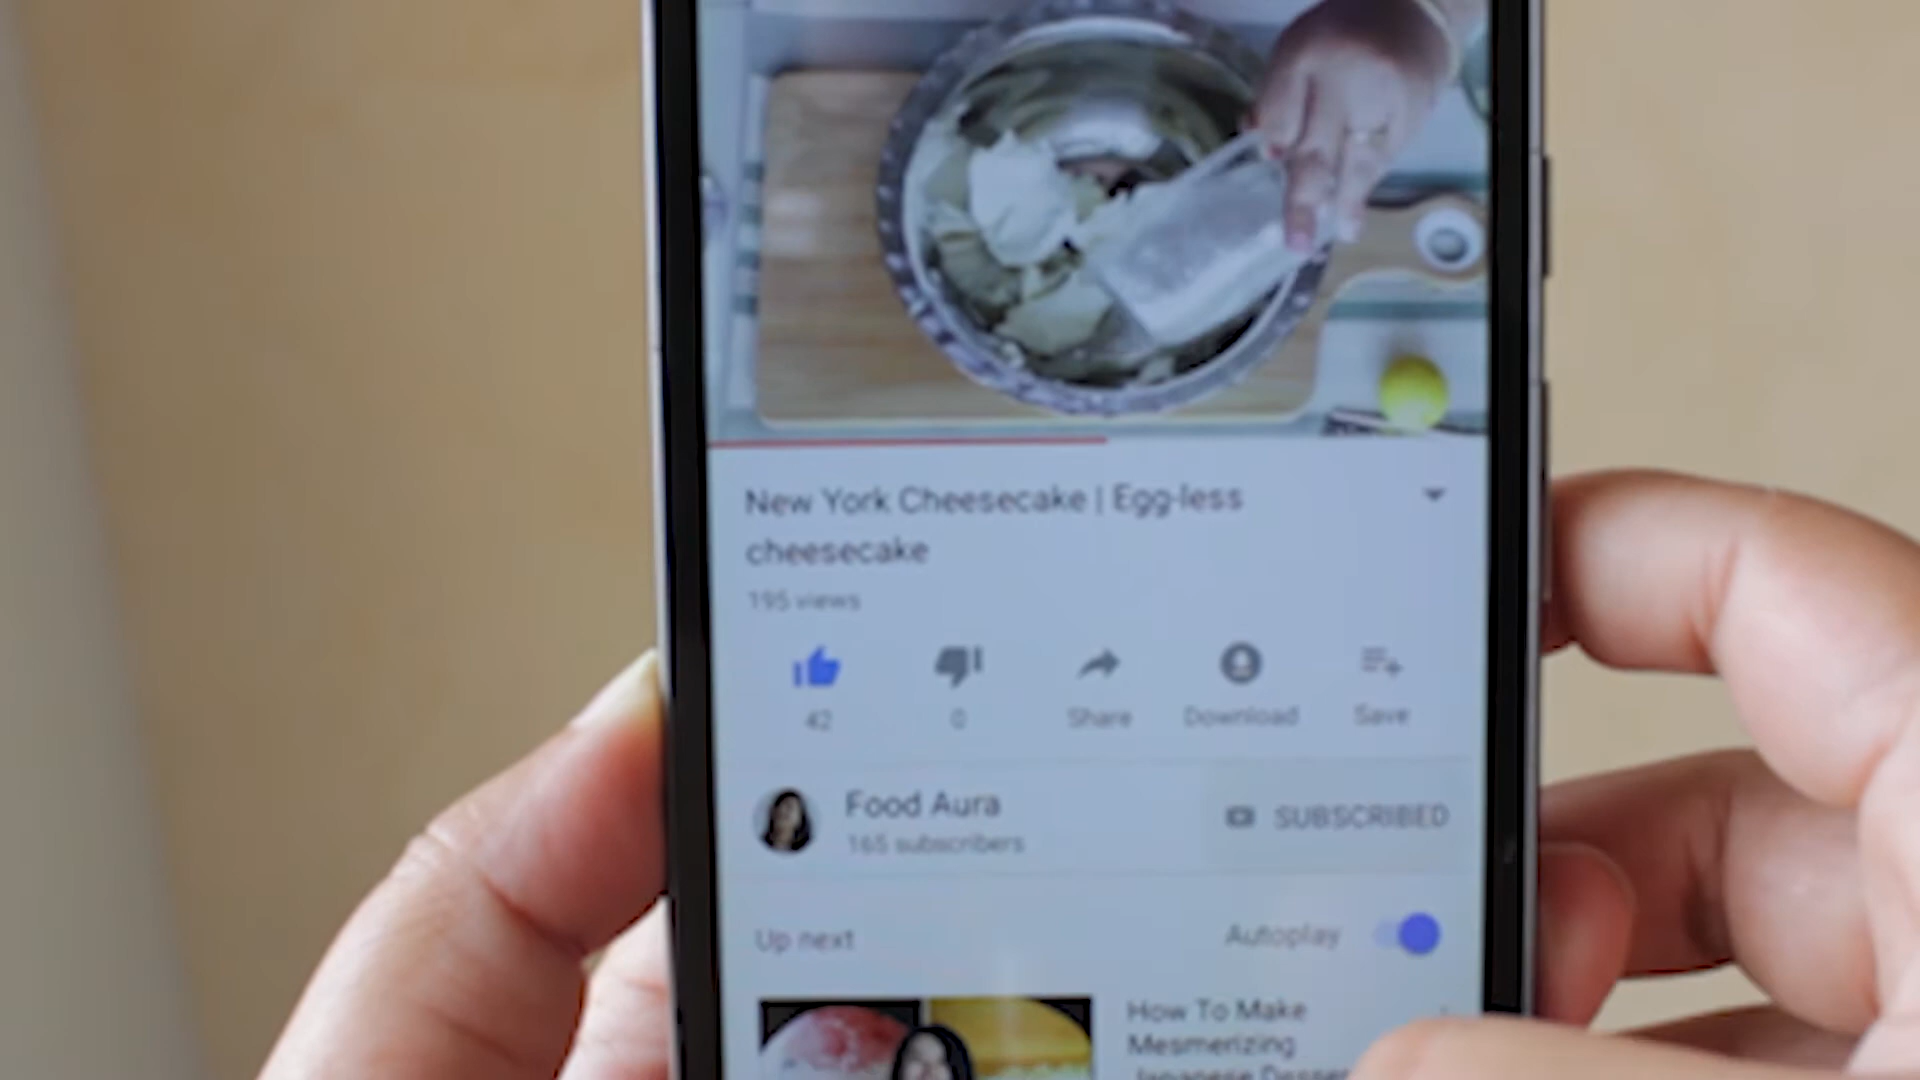 New York Cheesecake | Egg-less
cheesecake
195 views
42
0
Share
Download
Save
Food Aura
165 subscribers
SUBSCRIBED
Up next
Autoplay
How To Make
Mesmerizing
Japanese